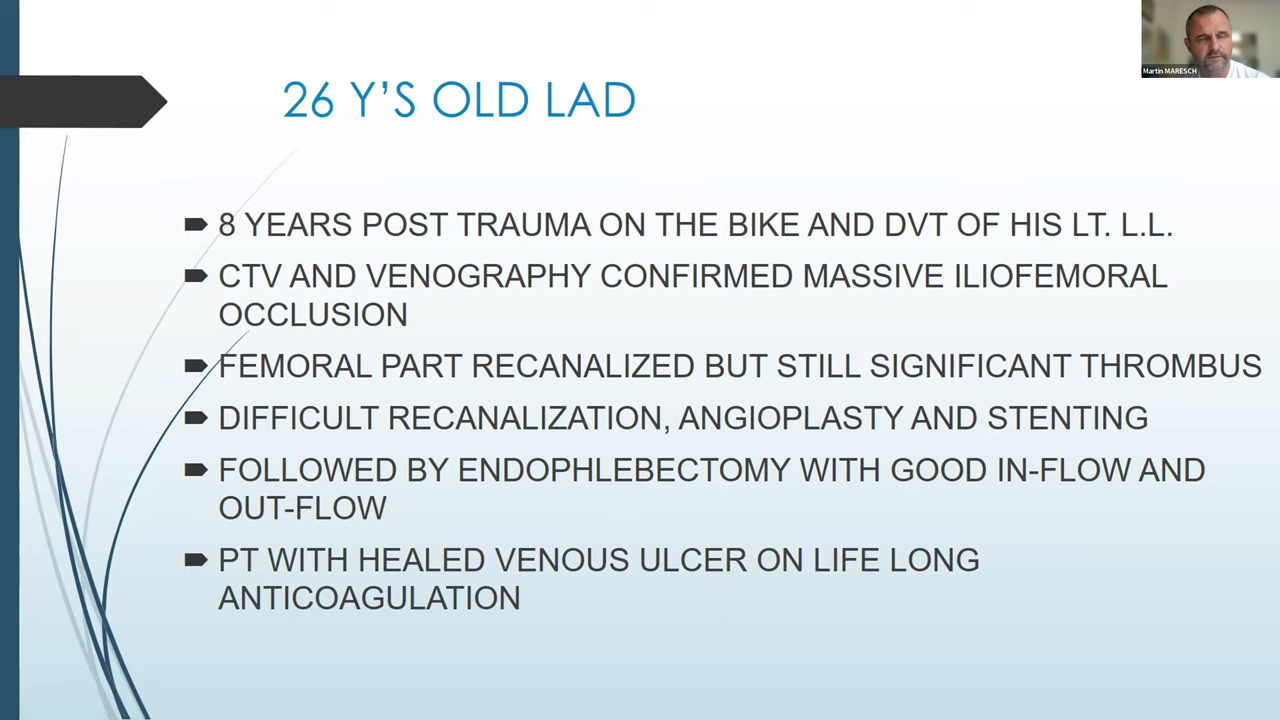 Martin MARESCH
26 Y’S OLD LAD
8 YEARS POST TRAUMA ON THE BIKE AND DVT OF HIS LT. L.L.
CTV AND VENOGRAPHY CONFIRMED MASSIVE ILIOFEMORAL
OCCLUSION
FEMORAL PART RECANALIZED BUT STILL SIGNIFICANT THROMBUS
DIFFICULT RECANALIZATION, ANGIOPLASTY AND STENTING
FOLLOWED BY ENDOPHLEBECTOMY WITH GOOD IN-FLOW AND
OUT-FLOW
PT WITH HEALED VENOUS ULCER ON LIFE LONG
ANTICOAGULATION